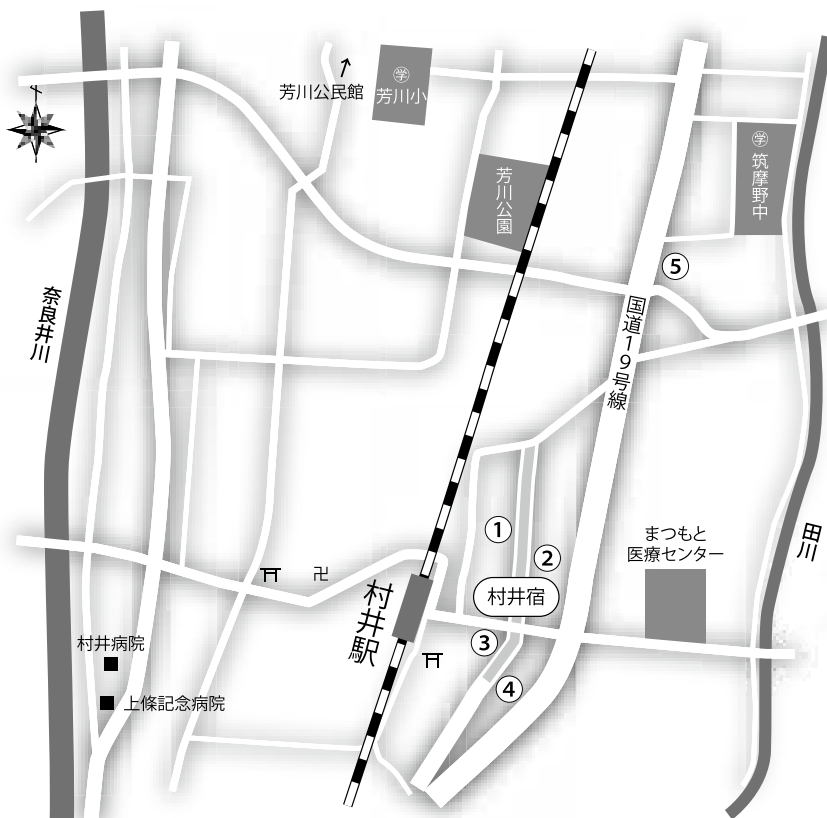 芳川公民館
学
芳川小
学
筑摩野中
芳川公園
⑤
奈良井川
国道19号線
①
②
村井宿
まつもと
医療センター
田川
卍
村井駅
③
④
村井病院
上條記念病院